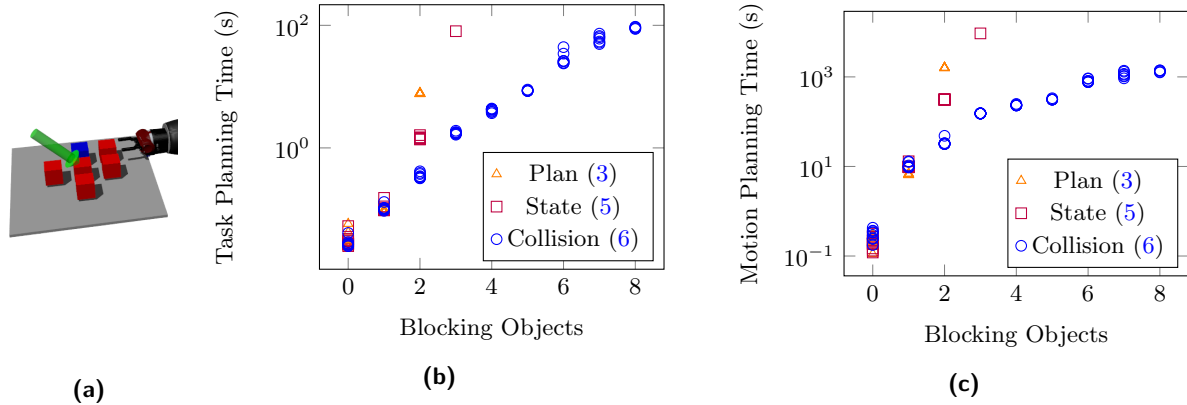 (a)
Task Planning Time (s)
10^2
10^0
0 2 4 6 8
Blocking Objects
Plan (3)
State (5)
Collision (6)
(b)
Motion Planning Time (s)
10^3
10^1
10^−1
0 2 4 6 8
Blocking Objects
Plan (3)
State (5)
Collision (6)
(c)